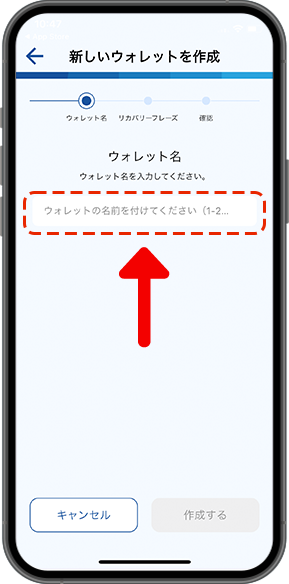 新しいウォレットを作成
ウォレット名 リカバリーフレーズ 確認
ウォレット名
ウォレット名を入力してください。
ウォレットの名前を付けてください（1-2...
キャンセル 作成する